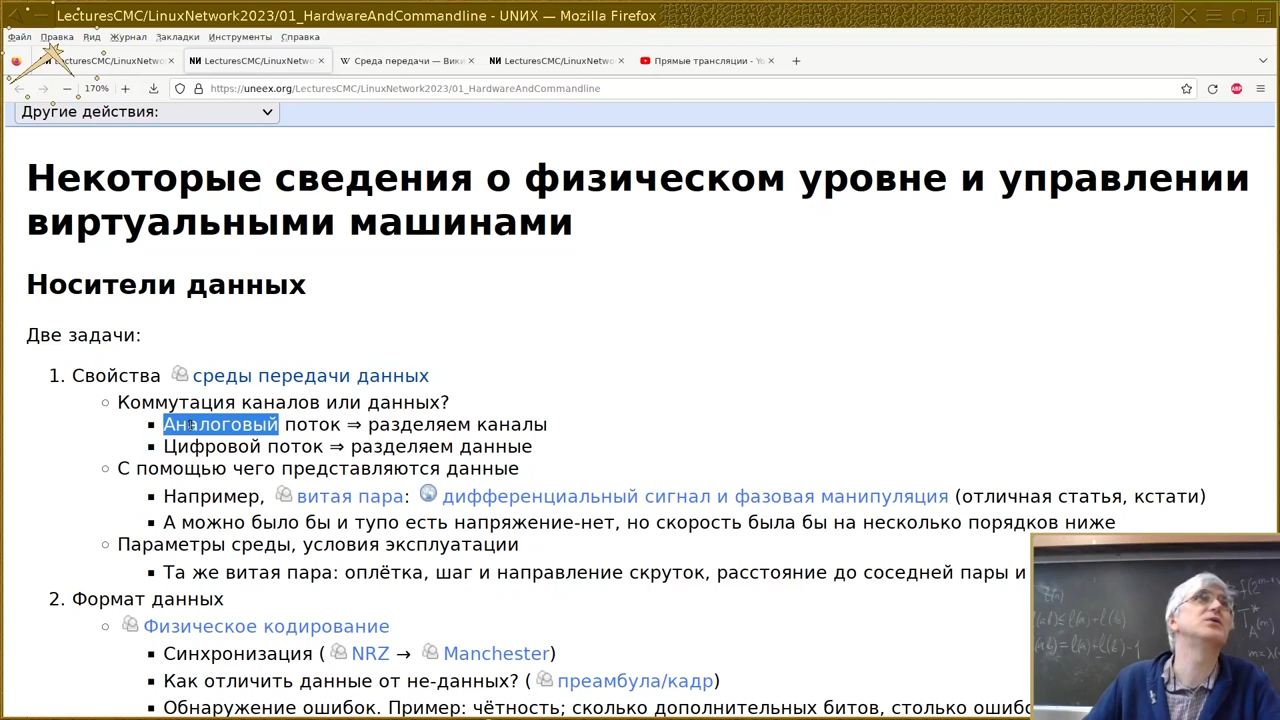 LecturesCMC/LinuxNetwork2023/01_HardwareAndCommandline - UNИX — Mozilla Firefox
Файл Правка Вид Журнал Закладки Инструменты Справка
LecturesCMC/LinuxNetwo LecturesCMC/LinuxNetwo Среда передачи — Вики LecturesCMC/LinuxNetwo Прямые трансляции - Yo
170% https://uneex.org/LecturesCMC/LinuxNetwork2023/01_HardwareAndCommandline
Другие действия:
Некоторые сведения о физическом уровне и управлении
виртуальными машинами
Носители данных
Две задачи:
1. Свойства среды передачи данных
Коммутация каналов или данных?
Аналоговый поток ⇒ разделяем каналы
Цифровой поток ⇒ разделяем данные
С помощью чего представляются данные
Например, витая пара: дифференциальный сигнал и фазовая манипуляция (отличная статья, кстати)
А можно было бы и тупо есть напряжение-нет, но скорость была бы на несколько порядков ниже
Параметры среды, условия эксплуатации
Та же витая пара: оплётка, шаг и направление скруток, расстояние до соседней пары и
2. Формат данных
Физическое кодирование
Синхронизация ( NRZ → Manchester)
Как отличить данные от не-данных? ( преамбула/кадр)
Обнаружение ошибок. Пример: чётность; сколько дополнительных битов, столько ошибо